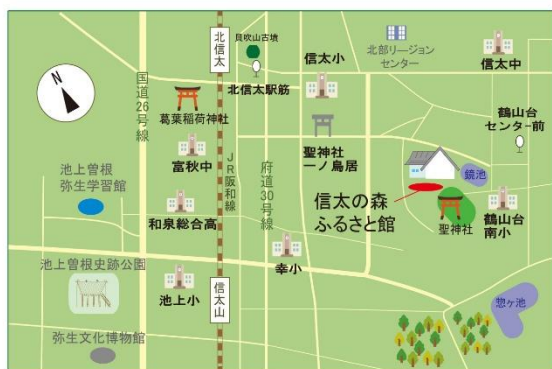 N
国道26号線
葛葉稲荷神社
富秋中
池上曽根
弥生学習館
和泉総合高
池上曽根史跡公園
池上小
弥生文化博物館
北信太
JR阪和線
信太山
貝吹山古墳
北信太駅筋
府道30号線
信太小
聖神社
一ノ鳥居
幸小
北部リージョン
センター
信太中
鶴山台
センター前
鏡池
信太の森
ふるさと館
聖神社
鶴山台
南小
惣ヶ池